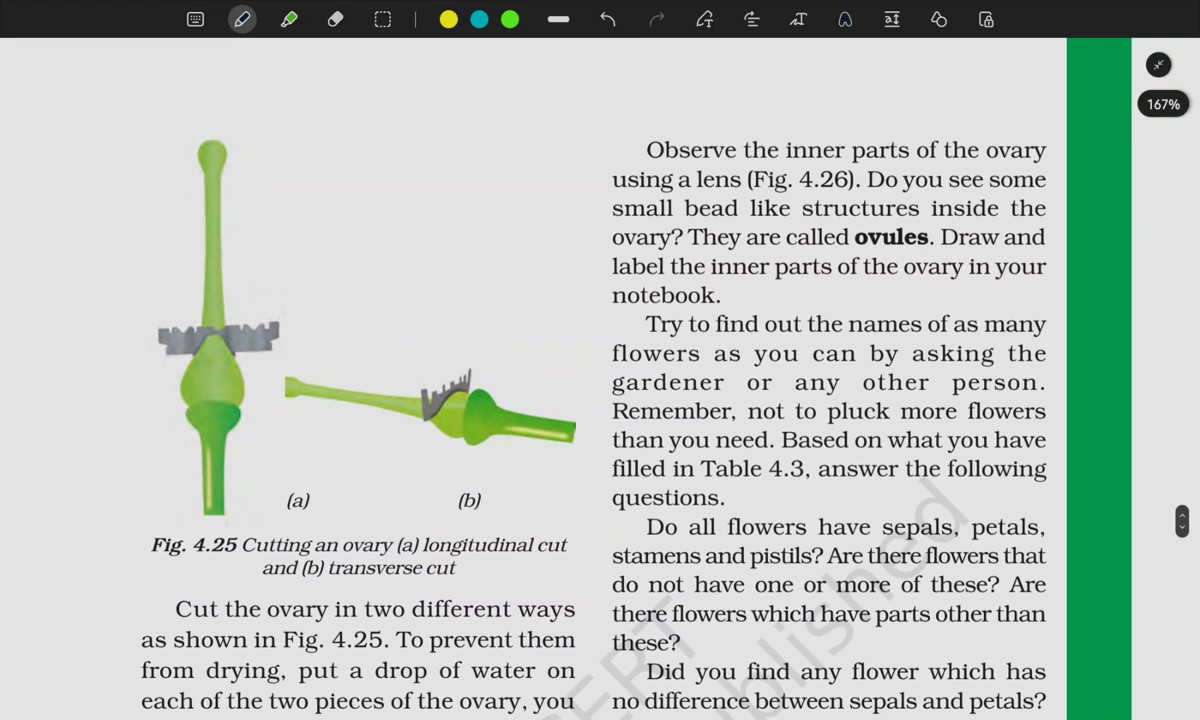 167%
(a)
(b)
Fig. 4.25 Cutting an ovary (a) longitudinal cut
and (b) transverse cut
Cut the ovary in two different ways
as shown in Fig. 4.25. To prevent them
from drying, put a drop of water on
each of the two pieces of the ovary, you
Observe the inner parts of the ovary
using a lens (Fig. 4.26). Do you see some
small bead like structures inside the
ovary? They are called ovules. Draw and
label the inner parts of the ovary in your
notebook.
Try to find out the names of as many
flowers as you can by asking the
gardener or any other person.
Remember, not to pluck more flowers
than you need. Based on what you have
filled in Table 4.3, answer the following
questions.
Do all flowers have sepals, petals,
stamens and pistils? Are there flowers that
do not have one or more of these? Are
there flowers which have parts other than
these?
Did you find any flower which has
no difference between sepals and petals?